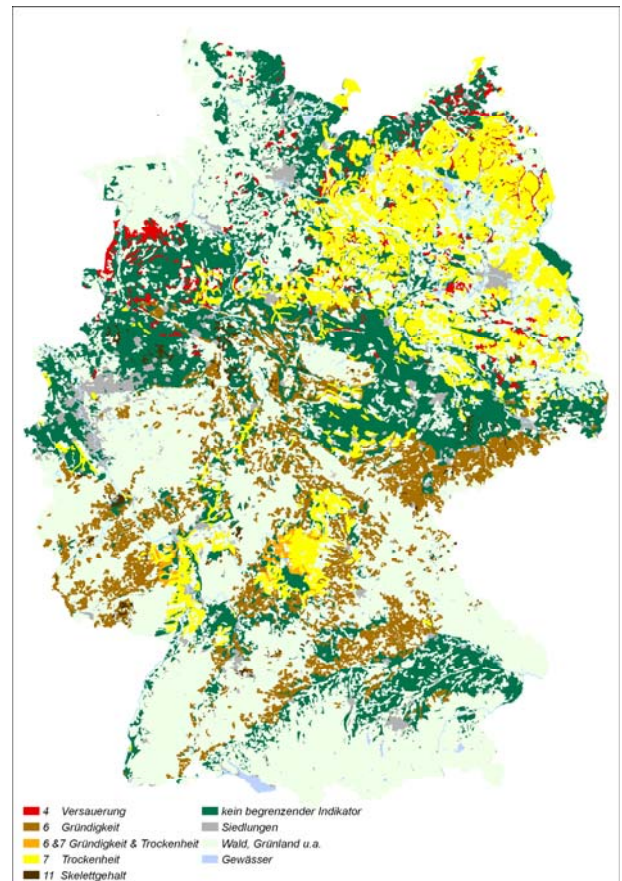 4 Versauerung
6 Gründigkeit
6 &7 Gründigkeit & Trockenheit
7 Trockenheit
11 Skelettgehalt
kein begrenzender Indikator
Siedlungen
Wald, Grünland u.a.
Gewässer